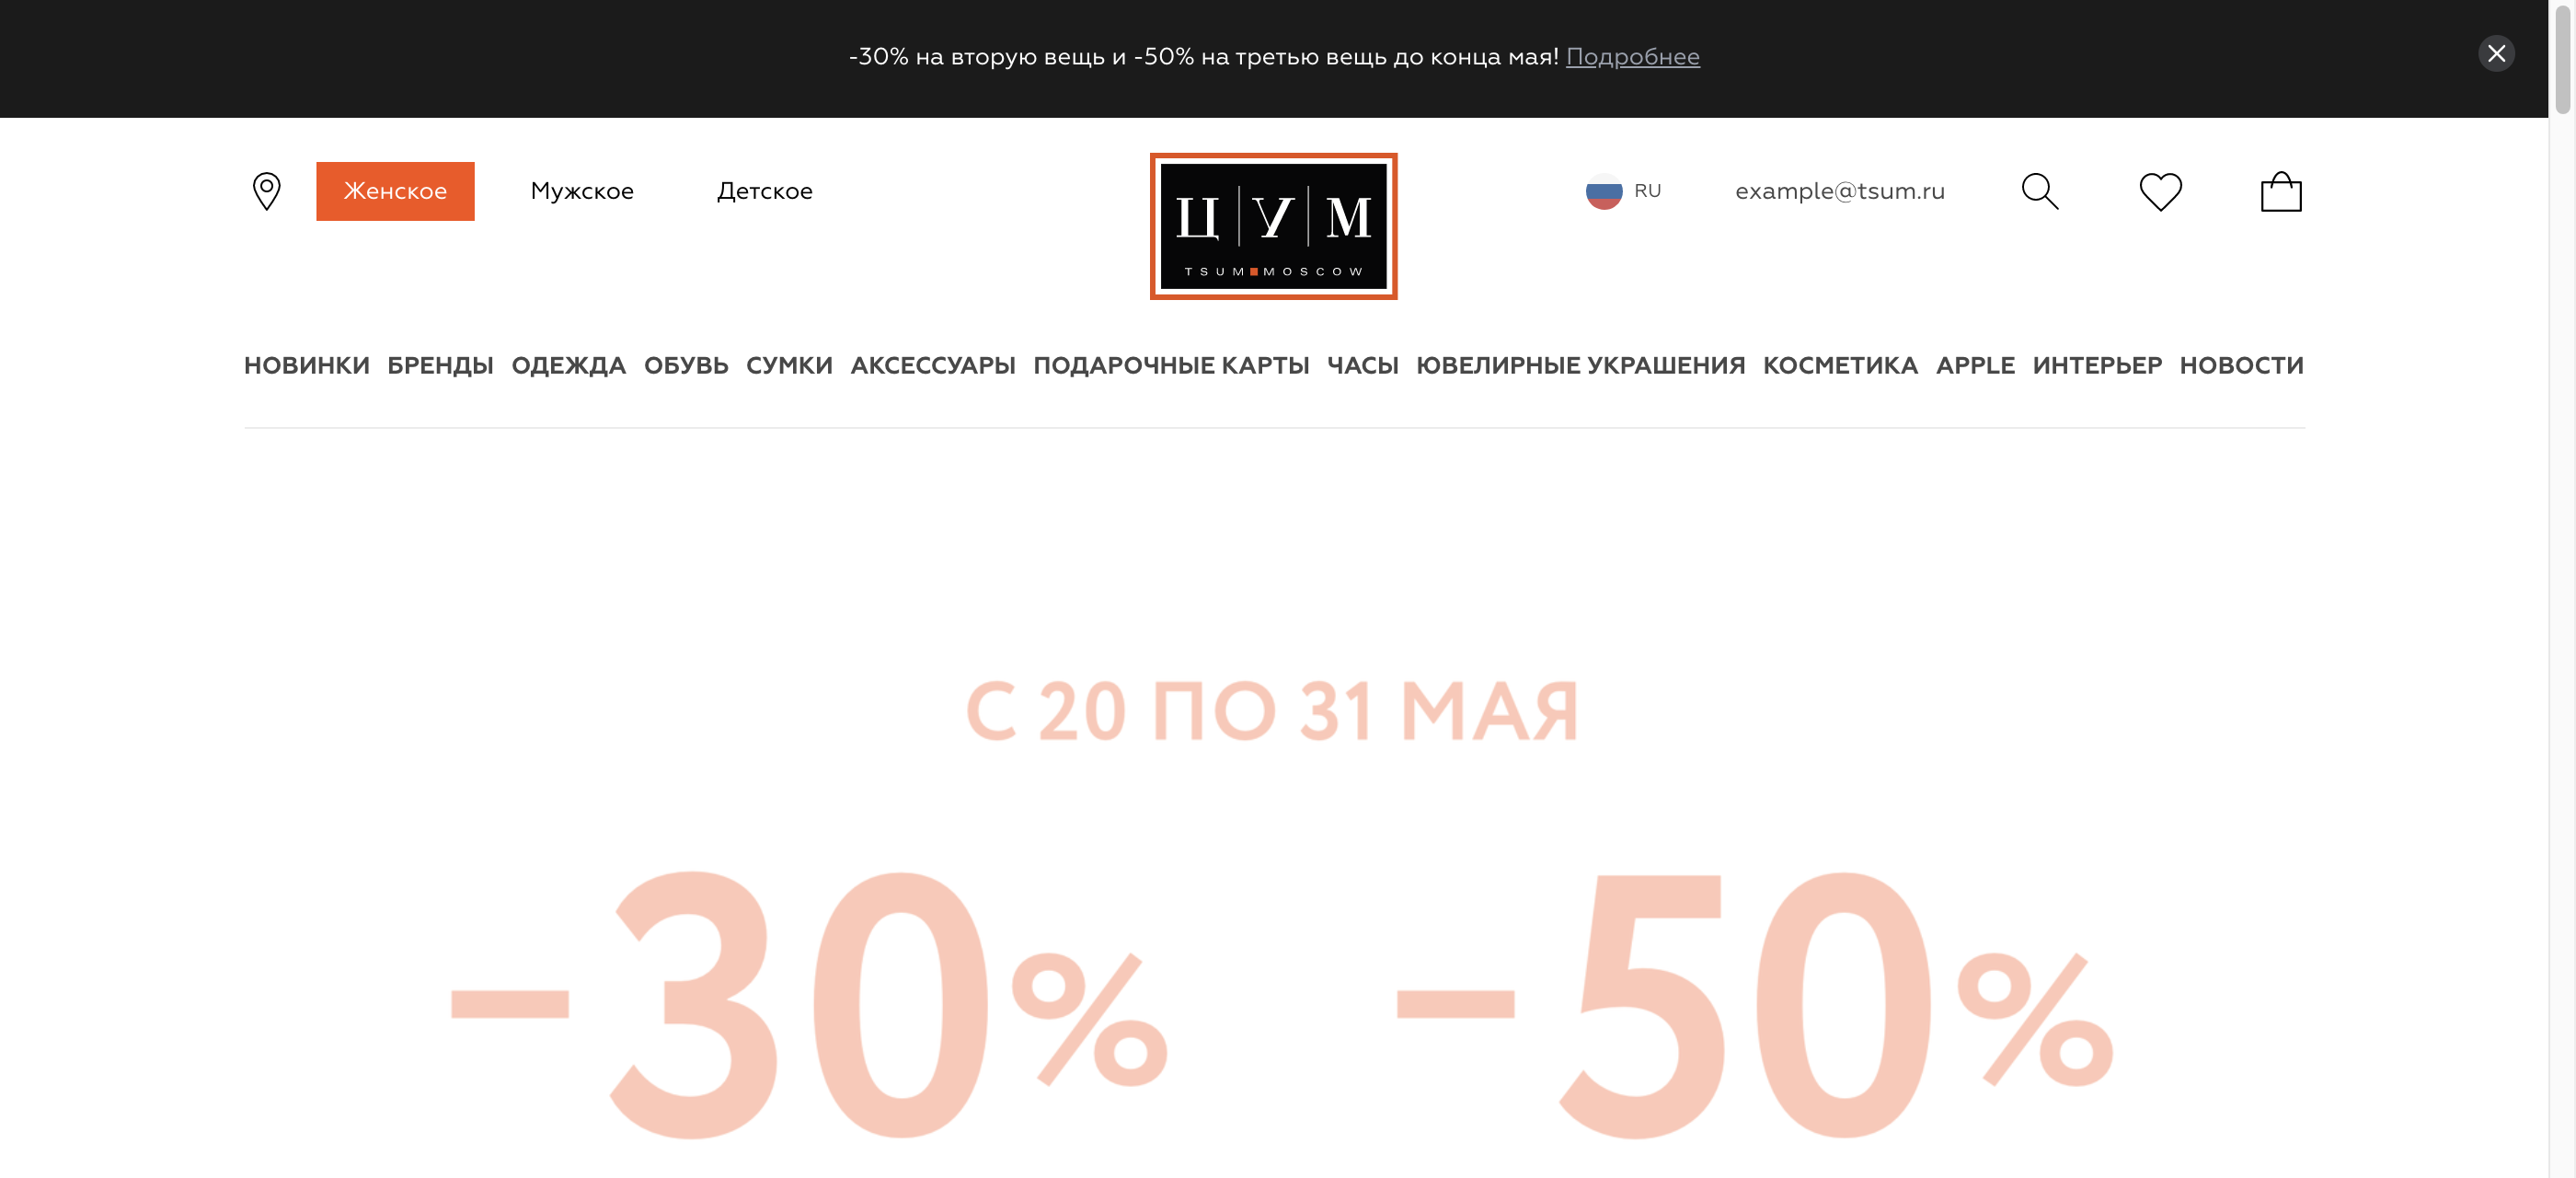 -30% на вторую вещь и -50% на третью вещь до конца мая! Подробнее
Женское Мужское Детское
ЦУМ
TSUM MOSCOW
RU example@tsum.ru
НОВИНКИ БРЕНДЫ ОДЕЖДА ОБУВЬ СУМКИ АКСЕССУАРЫ ПОДАРОЧНЫЕ КАРТЫ ЧАСЫ ЮВЕЛИРНЫЕ УКРАШЕНИЯ КОСМЕТИКА APPLE ИНТЕРЬЕР НОВОСТИ
С 20 ПО 31 МАЯ
-30% -50%